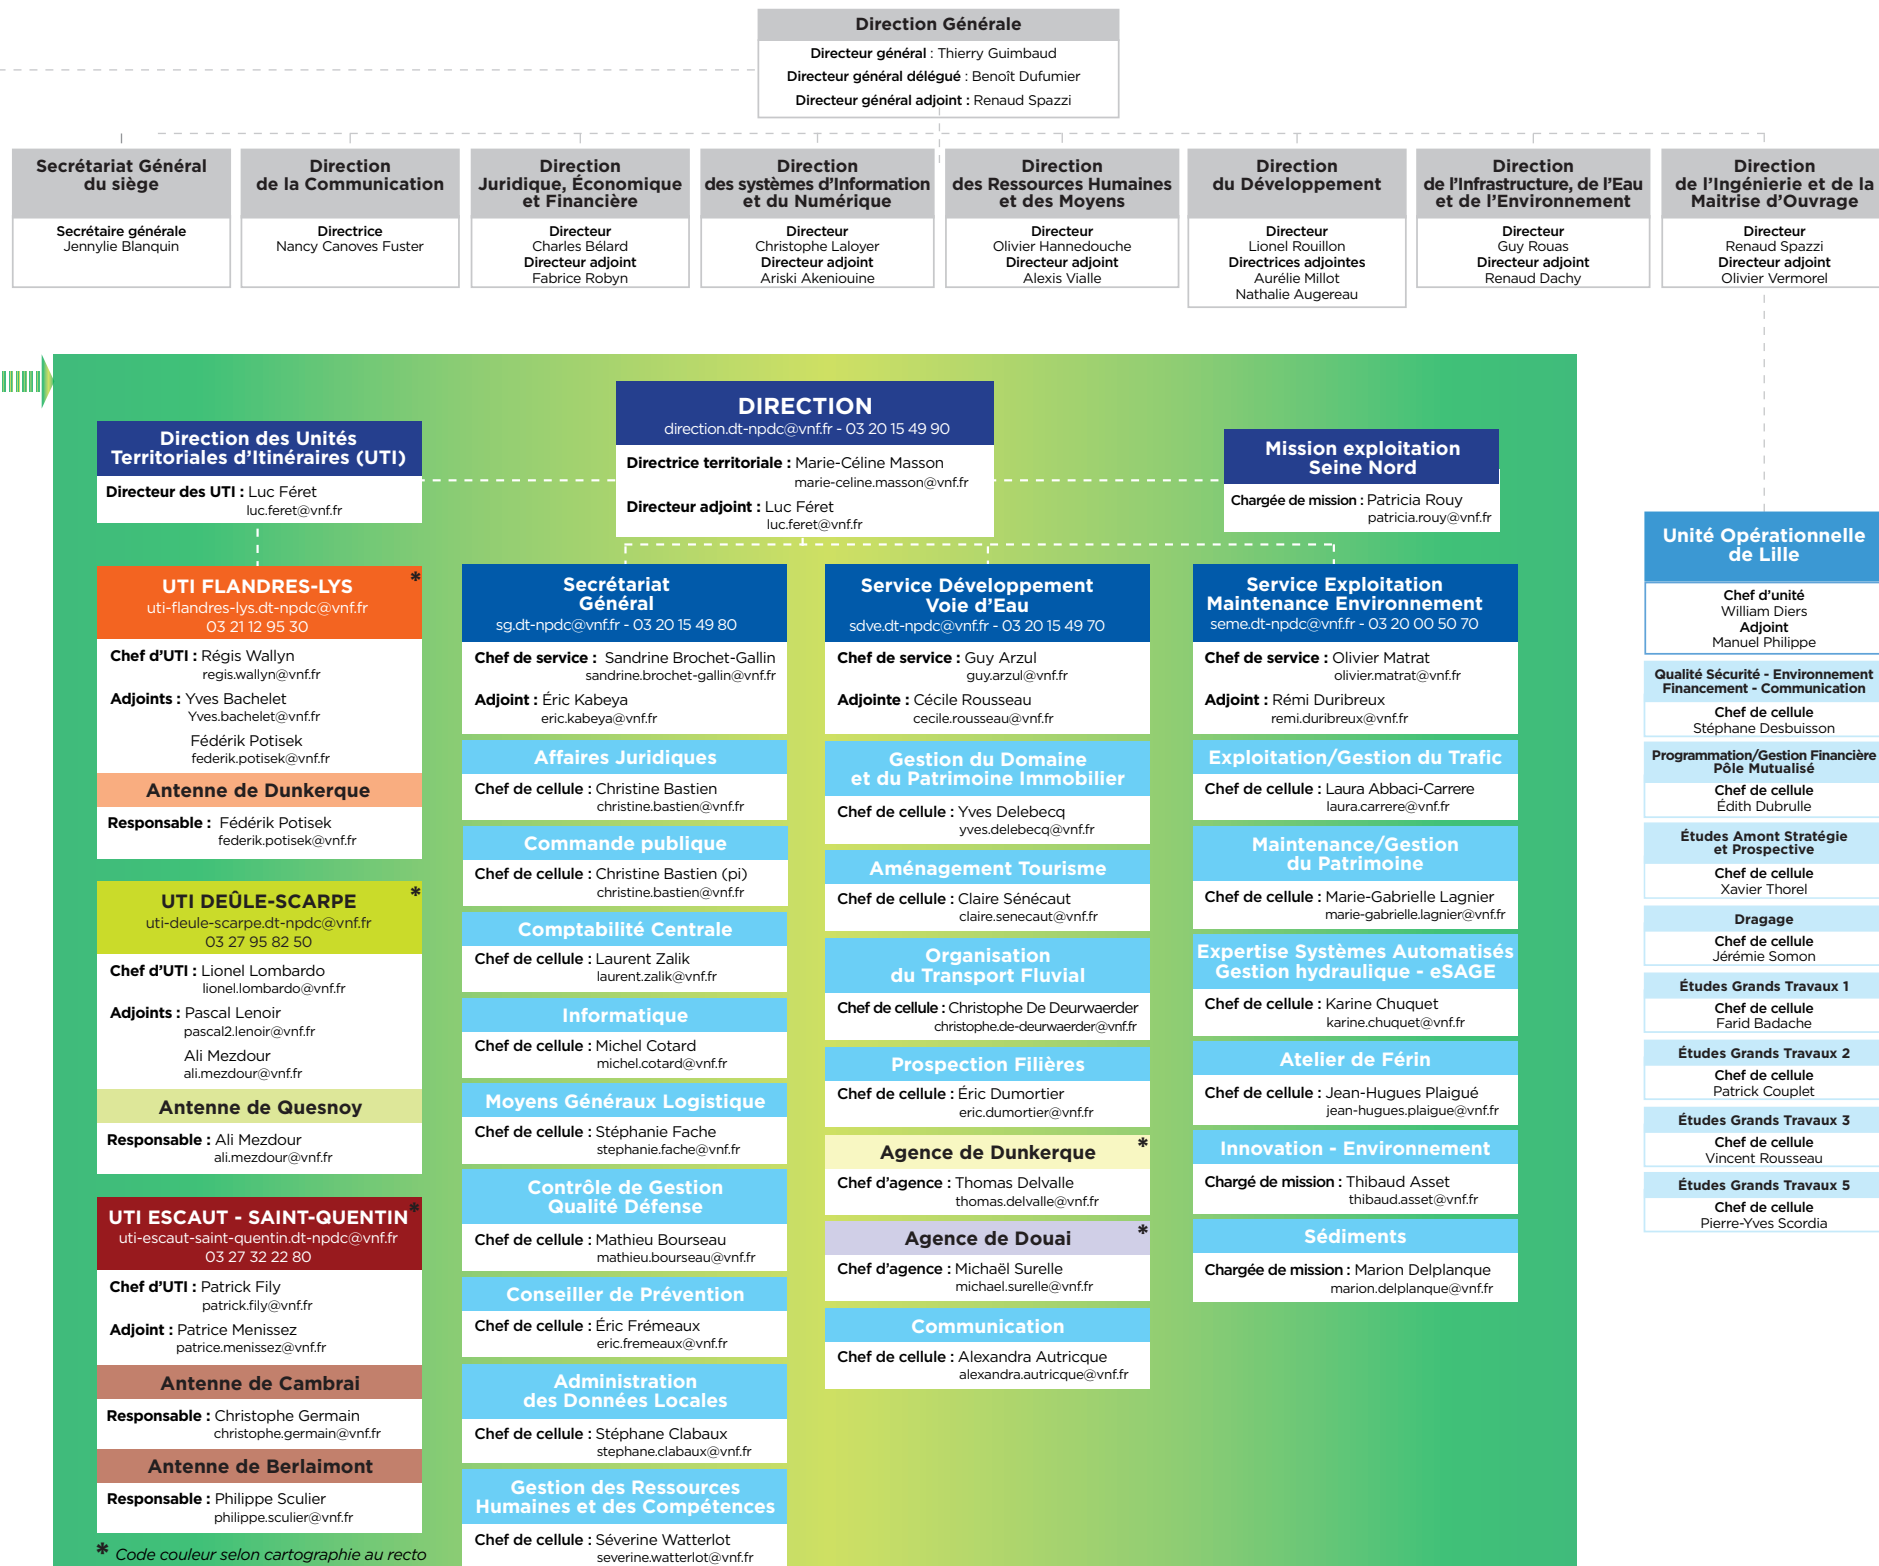 Direction Générale
Directeur général : Thierry Guimbaud
Directeur général délégué : Benoît Dufumier
Directeur général adjoint : Renaud Spazzi
Secrétariat Général
du siège
Secrétaire générale
Jennylie Blanquin
Direction
de la Communication
Directrice
Nancy Canoves Fuster
Direction
Juridique, Économique
et Financière
Directeur
Charles Bélard
Directeur adjoint
Fabrice Robyn
Direction
des systèmes d'Information
et du Numérique
Directeur
Christophe Laloyer
Directeur adjoint
Ariski Akeniouine
Direction
des Ressources Humaines
et des Moyens
Directeur
Olivier Hannedouche
Directeur adjoint
Alexis Vialle
Direction
du Développement
Directeur
Lionel Rouillon
Directrices adjointes
Aurélie Millot
Nathalie Augereau
Direction
de l'Infrastructure, de l'Eau
et de l'Environnement
Directeur
Guy Rouas
Directeur adjoint
Renaud Dachy
Direction
de l'Ingénierie et de la
Maitrise d'Ouvrage
Directeur
Renaud Spazzi
Directeur adjoint
Olivier Vermorel
DIRECTION
direction.dt-npdc@vnf.fr - 03 20 15 49 90
Directrice territoriale : Marie-Céline Masson
marie-celine.masson@vnf.fr
Directeur adjoint : Luc Féret
luc.feret@vnf.fr
Direction des Unités
Territoriales d'Itinéraires (UTI)
Directeur des UTI : Luc Féret
luc.feret@vnf.fr
Mission exploitation
Seine Nord
Chargée de mission : Patricia Rouy
patricia.rouy@vnf.fr
UTI FLANDRES-LYS *
uti-flandres-lys.dt-npdc@vnf.fr
03 21 12 95 30
Chef d'UTI : Régis Wallyn
regis.wallyn@vnf.fr
Adjoints : Yves Bachelet
Yves.bachelet@vnf.fr
Fédérik Potisek
federik.potisek@vnf.fr
Antenne de Dunkerque
Responsable : Fédérik Potisek
federik.potisek@vnf.fr
UTI DEÛLE-SCARPE *
uti-deule-scarpe.dt-npdc@vnf.fr
03 27 95 82 50
Chef d'UTI : Lionel Lombardo
lionel.lombardo@vnf.fr
Adjoints : Pascal Lenoir
pascal2.lenoir@vnf.fr
Ali Mezdour
ali.mezdour@vnf.fr
Antenne de Quesnoy
Responsable : Ali Mezdour
ali.mezdour@vnf.fr
UTI ESCAUT - SAINT-QUENTIN *
uti-escaut-saint-quentin.dt-npdc@vnf.fr
03 27 32 22 80
Chef d'UTI : Patrick Fily
patrick.fily@vnf.fr
Adjoint : Patrice Menissez
patrice.menissez@vnf.fr
Antenne de Cambrai
Responsable : Christophe Germain
christophe.germain@vnf.fr
Antenne de Berlaimont
Responsable : Philippe Sculier
philippe.sculier@vnf.fr
* Code couleur selon cartographie au recto
Secrétariat
Général
sg.dt-npdc@vnf.fr - 03 20 15 49 80
Chef de service : Sandrine Brochet-Gallin
sandrine.brochet-gallin@vnf.fr
Adjoint : Éric Kabeya
eric.kabeya@vnf.fr
Affaires Juridiques
Chef de cellule : Christine Bastien
christine.bastien@vnf.fr
Commande publique
Chef de cellule : Christine Bastien (pi)
christine.bastien@vnf.fr
Comptabilité Centrale
Chef de cellule : Laurent Zalik
laurent.zalik@vnf.fr
Informatique
Chef de cellule : Michel Cotard
michel.cotard@vnf.fr
Moyens Généraux Logistique
Chef de cellule : Stéphanie Fache
stephanie.fache@vnf.fr
Contrôle de Gestion
Qualité Défense
Chef de cellule : Mathieu Bourseau
mathieu.bourseau@vnf.fr
Conseiller de Prévention
Chef de cellule : Éric Frémeaux
eric.fremeaux@vnf.fr
Administration
des Données Locales
Chef de cellule : Stéphane Clabaux
stephane.clabaux@vnf.fr
Gestion des Ressources
Humaines et des Compétences
Chef de cellule : Séverine Watterlot
severine.watterlot@vnf.fr
Service Développement
Voie d'Eau
sdve.dt-npdc@vnf.fr - 03 20 15 49 70
Chef de service : Guy Arzul
guy.arzul@vnf.fr
Adjointe : Cécile Rousseau
cecile.rousseau@vnf.fr
Gestion du Domaine
et du Patrimoine Immobilier
Chef de cellule : Yves Delebecq
yves.delebecq@vnf.fr
Aménagement Tourisme
Chef de cellule : Claire Sénécaut
claire.senecaut@vnf.fr
Organisation
du Transport Fluvial
Chef de cellule : Christophe De Deurwaerder
christophe.de-deurwaerder@vnf.fr
Prospection Filières
Chef de cellule : Éric Dumortier
eric.dumortier@vnf.fr
Agence de Dunkerque *
Chef d'agence : Thomas Delvalle
thomas.delvalle@vnf.fr
Agence de Douai *
Chef d'agence : Michaël Surelle
michael.surelle@vnf.fr
Communication
Chef de cellule : Alexandra Autricque
alexandra.autricque@vnf.fr
Service Exploitation
Maintenance Environnement
seme.dt-npdc@vnf.fr - 03 20 00 50 70
Chef de service : Olivier Matrat
olivier.matrat@vnf.fr
Adjoint : Rémi Duribreux
remi.duribreux@vnf.fr
Exploitation/Gestion du Trafic
Chef de cellule : Laura Abbaci-Carrere
laura.carrere@vnf.fr
Maintenance/Gestion
du Patrimoine
Chef de cellule : Marie-Gabrielle Lagnier
marie-gabrielle.lagnier@vnf.fr
Expertise Systèmes Automatisés
Gestion hydraulique - eSAGE
Chef de cellule : Karine Chuquet
karine.chuquet@vnf.fr
Atelier de Férin
Chef de cellule : Jean-Hugues Plaigué
jean-hugues.plaigue@vnf.fr
Innovation - Environnement
Chargé de mission : Thibaud Asset
thibaud.asset@vnf.fr
Sédiments
Chargée de mission : Marion Delplanque
marion.delplanque@vnf.fr
Unité Opérationnelle
de Lille
Chef d'unité
William Diers
Adjoint
Manuel Philippe
Qualité Sécurité - Environnement
Financement - Communication
Chef de cellule
Stéphane Desbuisson
Programmation/Gestion Financière
Pôle Mutualisé
Chef de cellule
Édith Dubrulle
Études Amont Stratégie
et Prospective
Chef de cellule
Xavier Thorel
Dragage
Chef de cellule
Jérémie Somon
Études Grands Travaux 1
Chef de cellule
Farid Badache
Études Grands Travaux 2
Chef de cellule
Patrick Couplet
Études Grands Travaux 3
Chef de cellule
Vincent Rousseau
Études Grands Travaux 5
Chef de cellule
Pierre-Yves Scordia